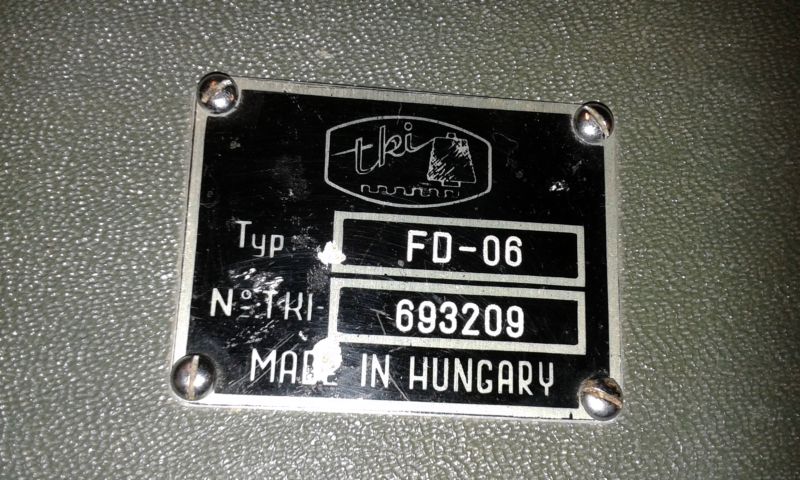 tki
Typ: FD-06
Nº TKI- 693209
MADE IN HUNGARY